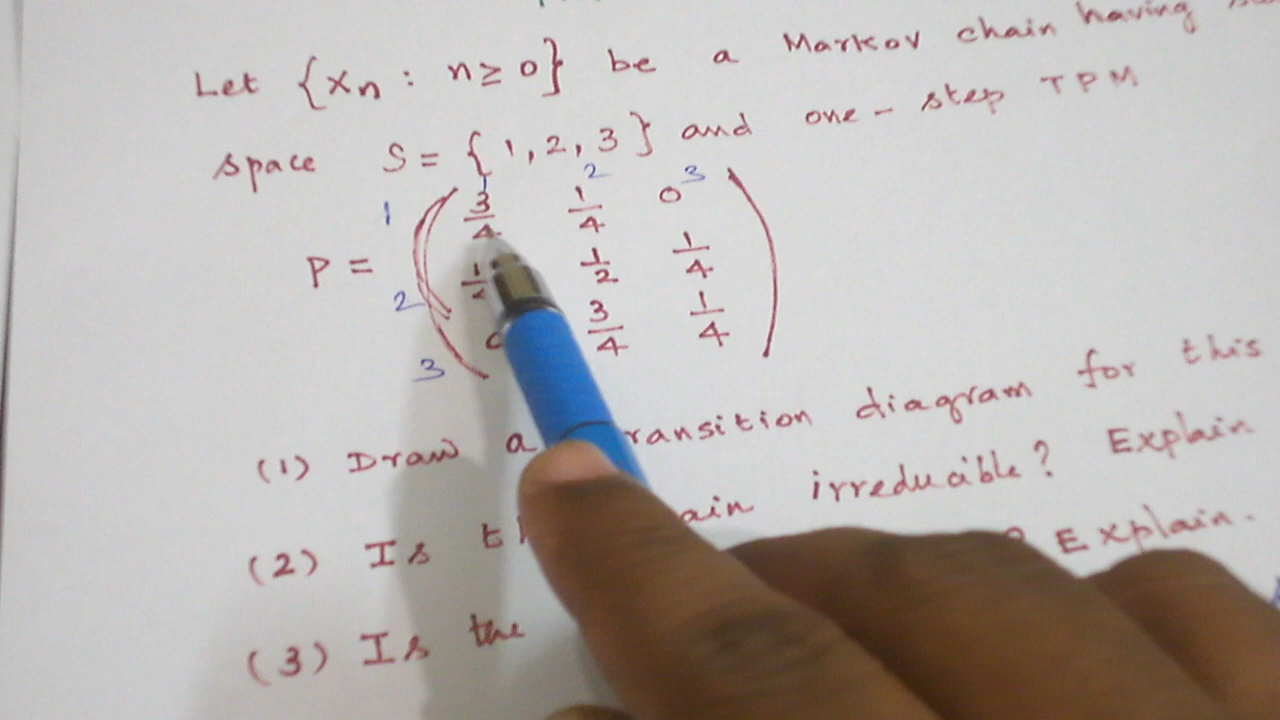 Let {Xn : n ≥ 0} be a Markov chain having
space S = {1, 2, 3} and one-step TPM
1 2 3
P =
1 3/4 1/4 0
2 1/2 1/4
3 3/4 1/4
(1) Draw a transition diagram for this
(2) Is irreducible? Explain
(3) Is the ? Explain.